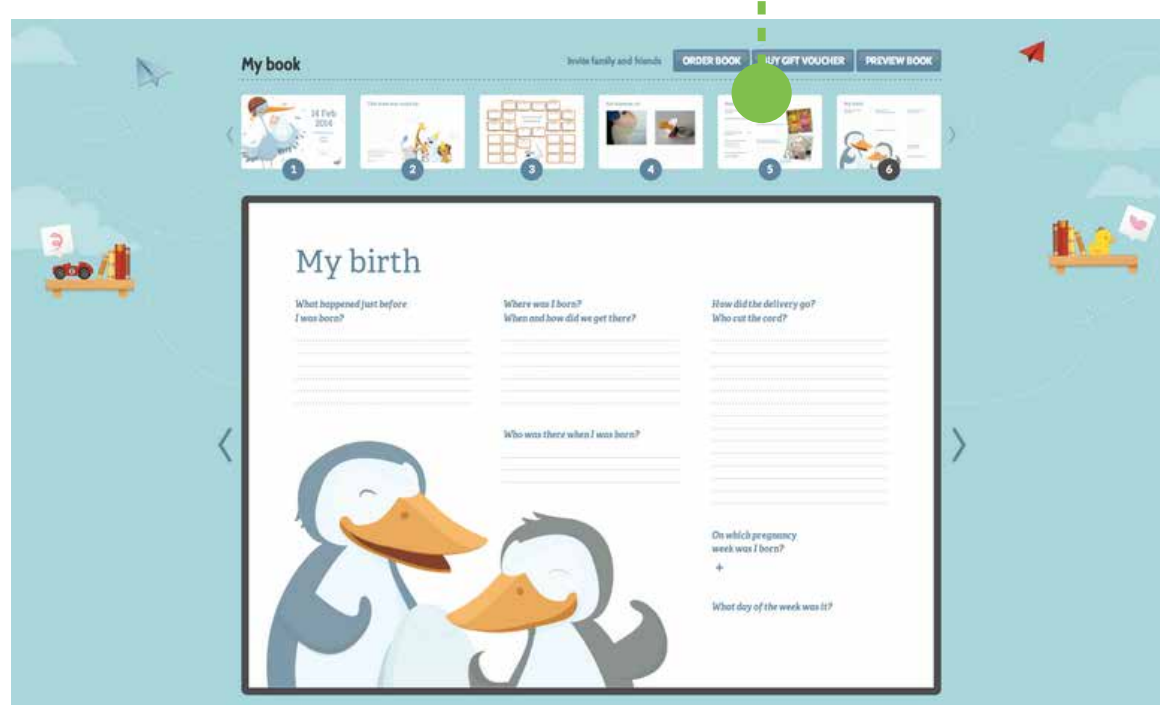 My book
Invite family and friends
ORDER BOOK
BUY GIFT VOUCHER
PREVIEW BOOK
14 Feb
2014
1
2
3
4
5
My birth
6
My birth
What happened just before
I was born?
Where was I born?
When and how did we get there?
How did the delivery go?
Who cut the cord?
Who was there when I was born?
On which pregnancy
week was I born?
+
What day of the week was it?